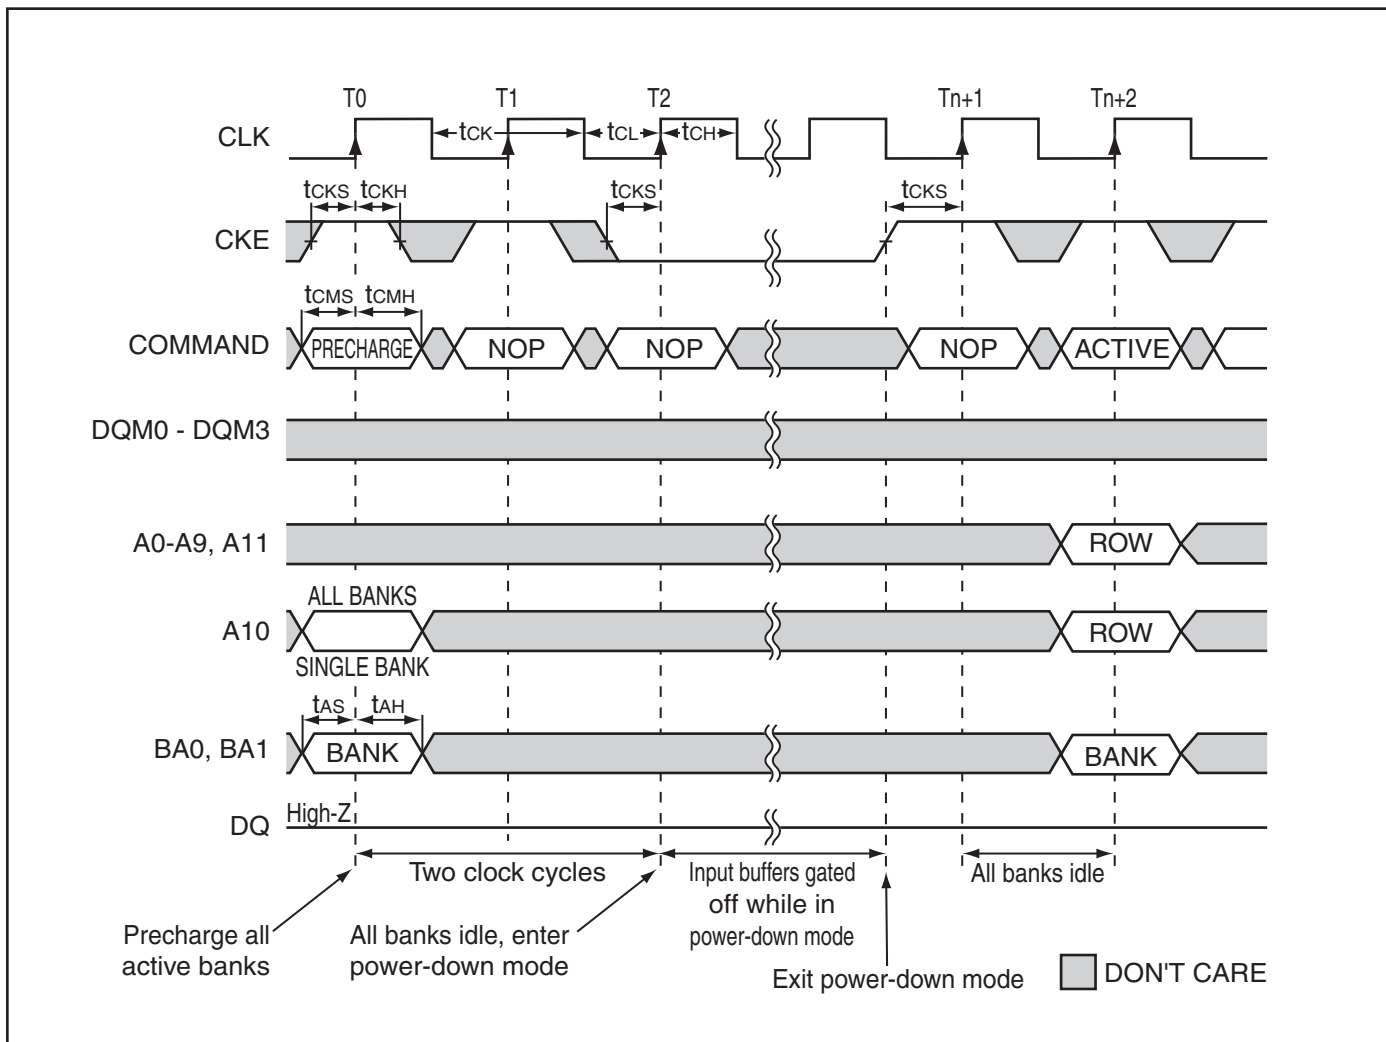 T0 T1 T2 Tn+1 Tn+2
CLK tCK tCL tCH
tCKS tCKH tCKS tCKS
CKE
tCMS tCMH
COMMAND PRECHARGE NOP NOP NOP ACTIVE
DQM0 - DQM3
A0-A9, A11 ROW
ALL BANKS
A10 ROW
SINGLE BANK
tAS tAH
BA0, BA1 BANK BANK
High-Z
DQ
Two clock cycles
Input buffers gated
off while in
power-down mode
All banks idle
Precharge all
active banks
All banks idle, enter
power-down mode
Exit power-down mode
DON'T CARE